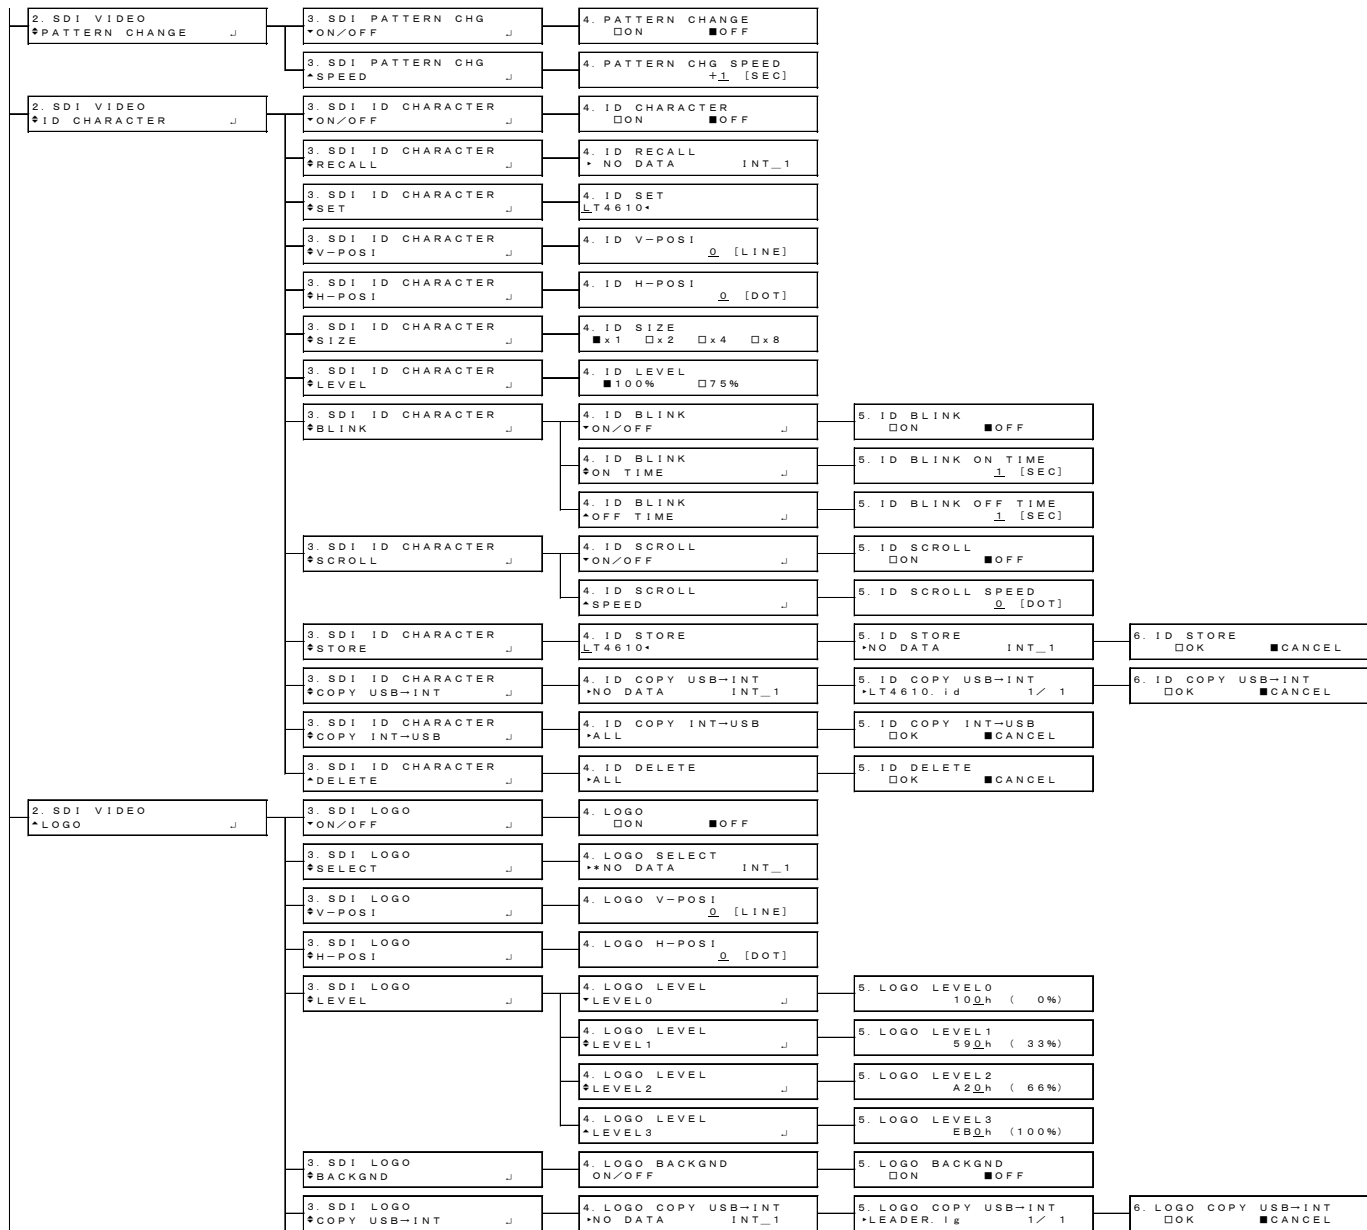 2. SDI VIDEO
♦PATTERN CHANGE ↵
3. SDI PATTERN CHG
▾ON/OFF ↵
4. PATTERN CHANGE
□ON ■OFF
3. SDI PATTERN CHG
▴SPEED ↵
4. PATTERN CHG SPEED
+1 [SEC]
2. SDI VIDEO
♦ID CHARACTER ↵
3. SDI ID CHARACTER
▾ON/OFF ↵
4. ID CHARACTER
□ON ■OFF
3. SDI ID CHARACTER
♦RECALL ↵
4. ID RECALL
▸ NO DATA INT_1
3. SDI ID CHARACTER
♦SET ↵
4. ID SET
LT4610◂
3. SDI ID CHARACTER
♦V−POSI ↵
4. ID V−POSI
0 [LINE]
3. SDI ID CHARACTER
♦H−POSI ↵
4. ID H−POSI
0 [DOT]
3. SDI ID CHARACTER
♦SIZE ↵
4. ID SIZE
■x1 □x2 □x4 □x8
3. SDI ID CHARACTER
♦LEVEL ↵
4. ID LEVEL
■100% □75%
3. SDI ID CHARACTER
♦BLINK ↵
4. ID BLINK
▾ON/OFF ↵
5. ID BLINK
□ON ■OFF
4. ID BLINK
♦ON TIME ↵
5. ID BLINK ON TIME
1 [SEC]
4. ID BLINK
▴OFF TIME ↵
5. ID BLINK OFF TIME
1 [SEC]
3. SDI ID CHARACTER
♦SCROLL ↵
4. ID SCROLL
▾ON/OFF ↵
5. ID SCROLL
□ON ■OFF
4. ID SCROLL
▴SPEED ↵
5. ID SCROLL SPEED
0 [DOT]
3. SDI ID CHARACTER
♦STORE ↵
4. ID STORE
LT4610◂
5. ID STORE
▸NO DATA INT_1
6. ID STORE
□OK ■CANCEL
3. SDI ID CHARACTER
♦COPY USB→INT ↵
4. ID COPY USB→INT
▸NO DATA INT_1
5. ID COPY USB→INT
▸LT4610. id 1/ 1
6. ID COPY USB→INT
□OK ■CANCEL
3. SDI ID CHARACTER
♦COPY INT→USB ↵
4. ID COPY INT→USB
▸ALL
5. ID COPY INT→USB
□OK ■CANCEL
3. SDI ID CHARACTER
▴DELETE ↵
4. ID DELETE
▸ALL
5. ID DELETE
□OK ■CANCEL
2. SDI VIDEO
▴LOGO ↵
3. SDI LOGO
▾ON/OFF ↵
4. LOGO
□ON ■OFF
3. SDI LOGO
♦SELECT ↵
4. LOGO SELECT
▸*NO DATA INT_1
3. SDI LOGO
♦V−POSI ↵
4. LOGO V−POSI
0 [LINE]
3. SDI LOGO
♦H−POSI ↵
4. LOGO H−POSI
0 [DOT]
3. SDI LOGO
♦LEVEL ↵
4. LOGO LEVEL
▾LEVEL0 ↵
5. LOGO LEVEL0
100h ( 0%)
4. LOGO LEVEL
♦LEVEL1 ↵
5. LOGO LEVEL1
590h ( 33%)
4. LOGO LEVEL
♦LEVEL2 ↵
5. LOGO LEVEL2
A20h ( 66%)
4. LOGO LEVEL
▴LEVEL3 ↵
5. LOGO LEVEL3
EB0h (100%)
3. SDI LOGO
♦BACKGND ↵
4. LOGO BACKGND
ON/OFF
5. LOGO BACKGND
□ON ■OFF
3. SDI LOGO
♦COPY USB→INT ↵
4. LOGO COPY USB→INT
▸NO DATA INT_1
5. LOGO COPY USB→INT
▸LEADER. lg 1/ 1
6. LOGO COPY USB→INT
□OK ■CANCEL